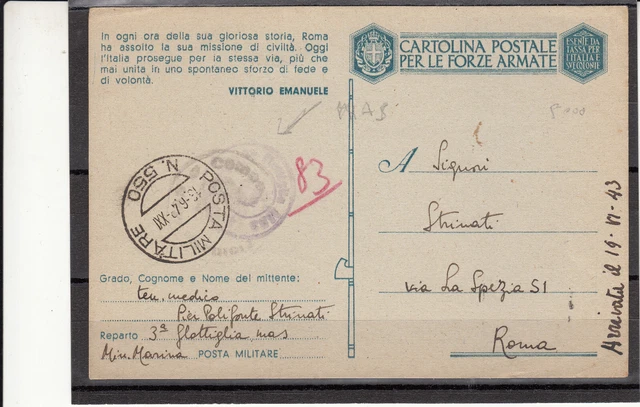 In ogni ora della sua gloriosa storia, Roma
ha assolto la sua missione di civiltà. Oggi
l'Italia prosegue per la stessa via, più che
mai unita in uno spontaneo sforzo di fede e
di volontà.
VITTORIO EMANUELE
CARTOLINA POSTALE
PER LE FORZE ARMATE
ESENTE DA
TASSA PER
L'ITALIA E
SUE COLONIE
MAS
POSTA MILITARE N. 550
83
A Signori
Strinati
via La Spezia 51
Roma
Arrivata il 19-VI-43
Grado, Cognome e Nome del mittente:
ten. medico
Pier Polifonte Strinati
Reparto 3ª Flottiglia mas
Min. Marina POSTA MILITARE